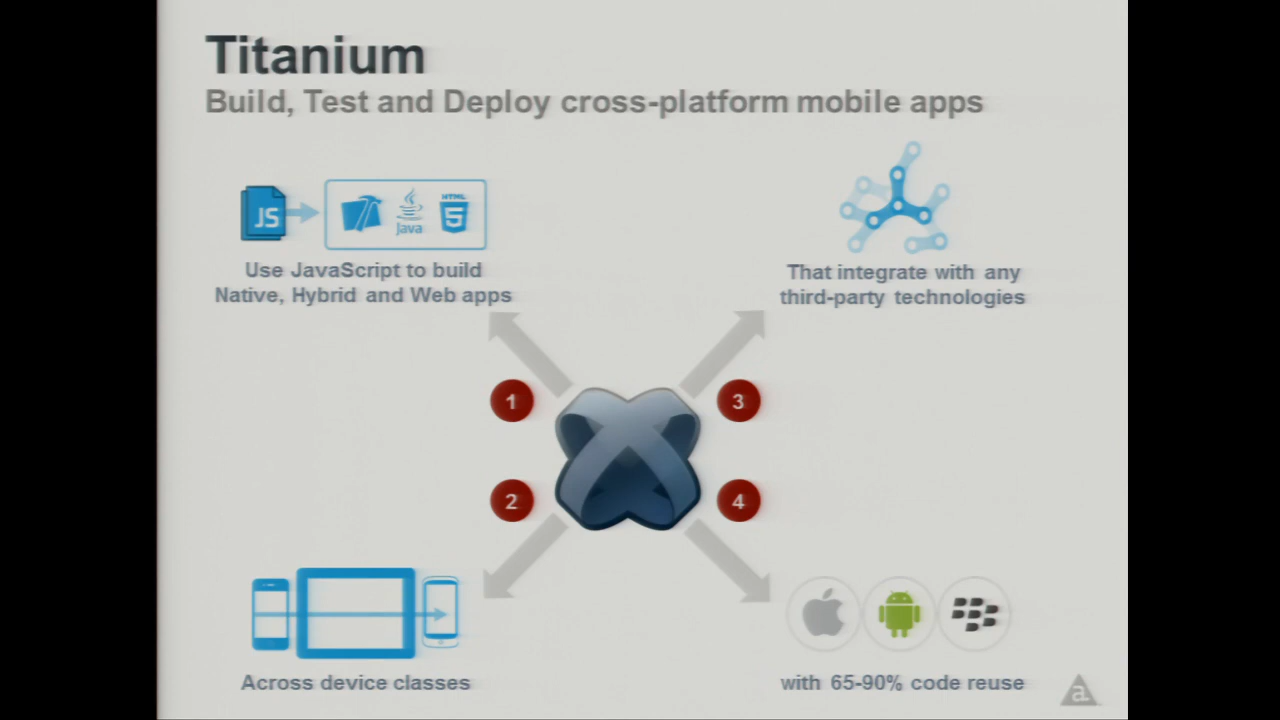 Titanium
Build, Test and Deploy cross-platform mobile apps
JS
Java
HTML
5
Use JavaScript to build
Native, Hybrid and Web apps
That integrate with any
third-party technologies
1
3
2
4
Across device classes
with 65-90% code reuse
a